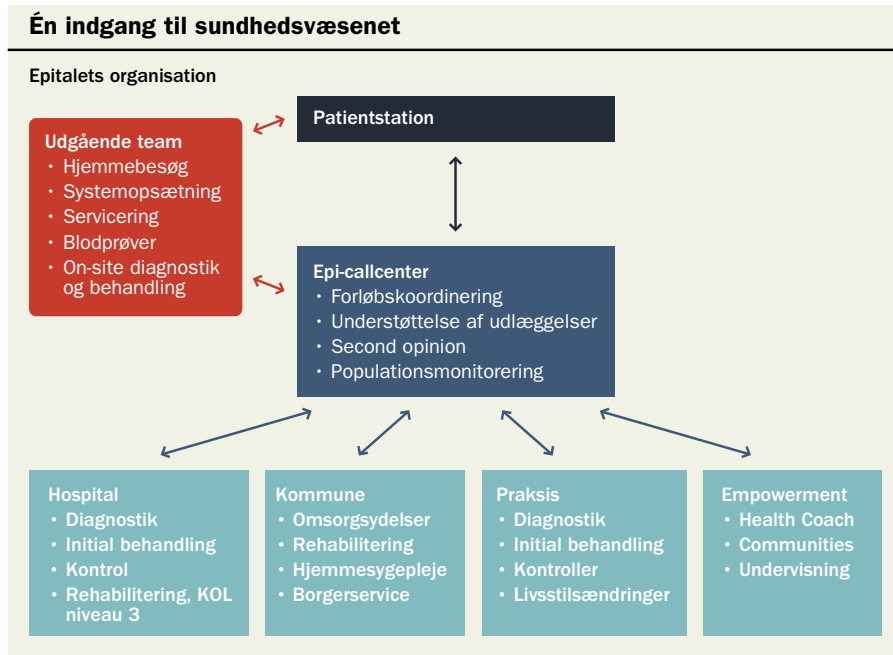 Én indgang til sundhedsvæsenet
Epitalets organisation
Patientstation
Udgående team
• Hjemmebesøg
• Systemopsætning
• Servicering
• Blodprøver
• On-site diagnostik
og behandling
Epi-callcenter
• Forløbskoordinering
• Understøttelse af udlæggelser
• Second opinion
• Populationsmonitorering
Hospital
• Diagnostik
• Initial behandling
• Kontrol
• Rehabilitering, KOL
niveau 3
Kommune
• Omsorgsydelser
• Rehabilitering
• Hjemmesygepleje
• Borgerservice
Praksis
• Diagnostik
• Initial behandling
• Kontroller
• Livsstilsændringer
Empowerment
• Health Coach
• Communities
• Undervisning